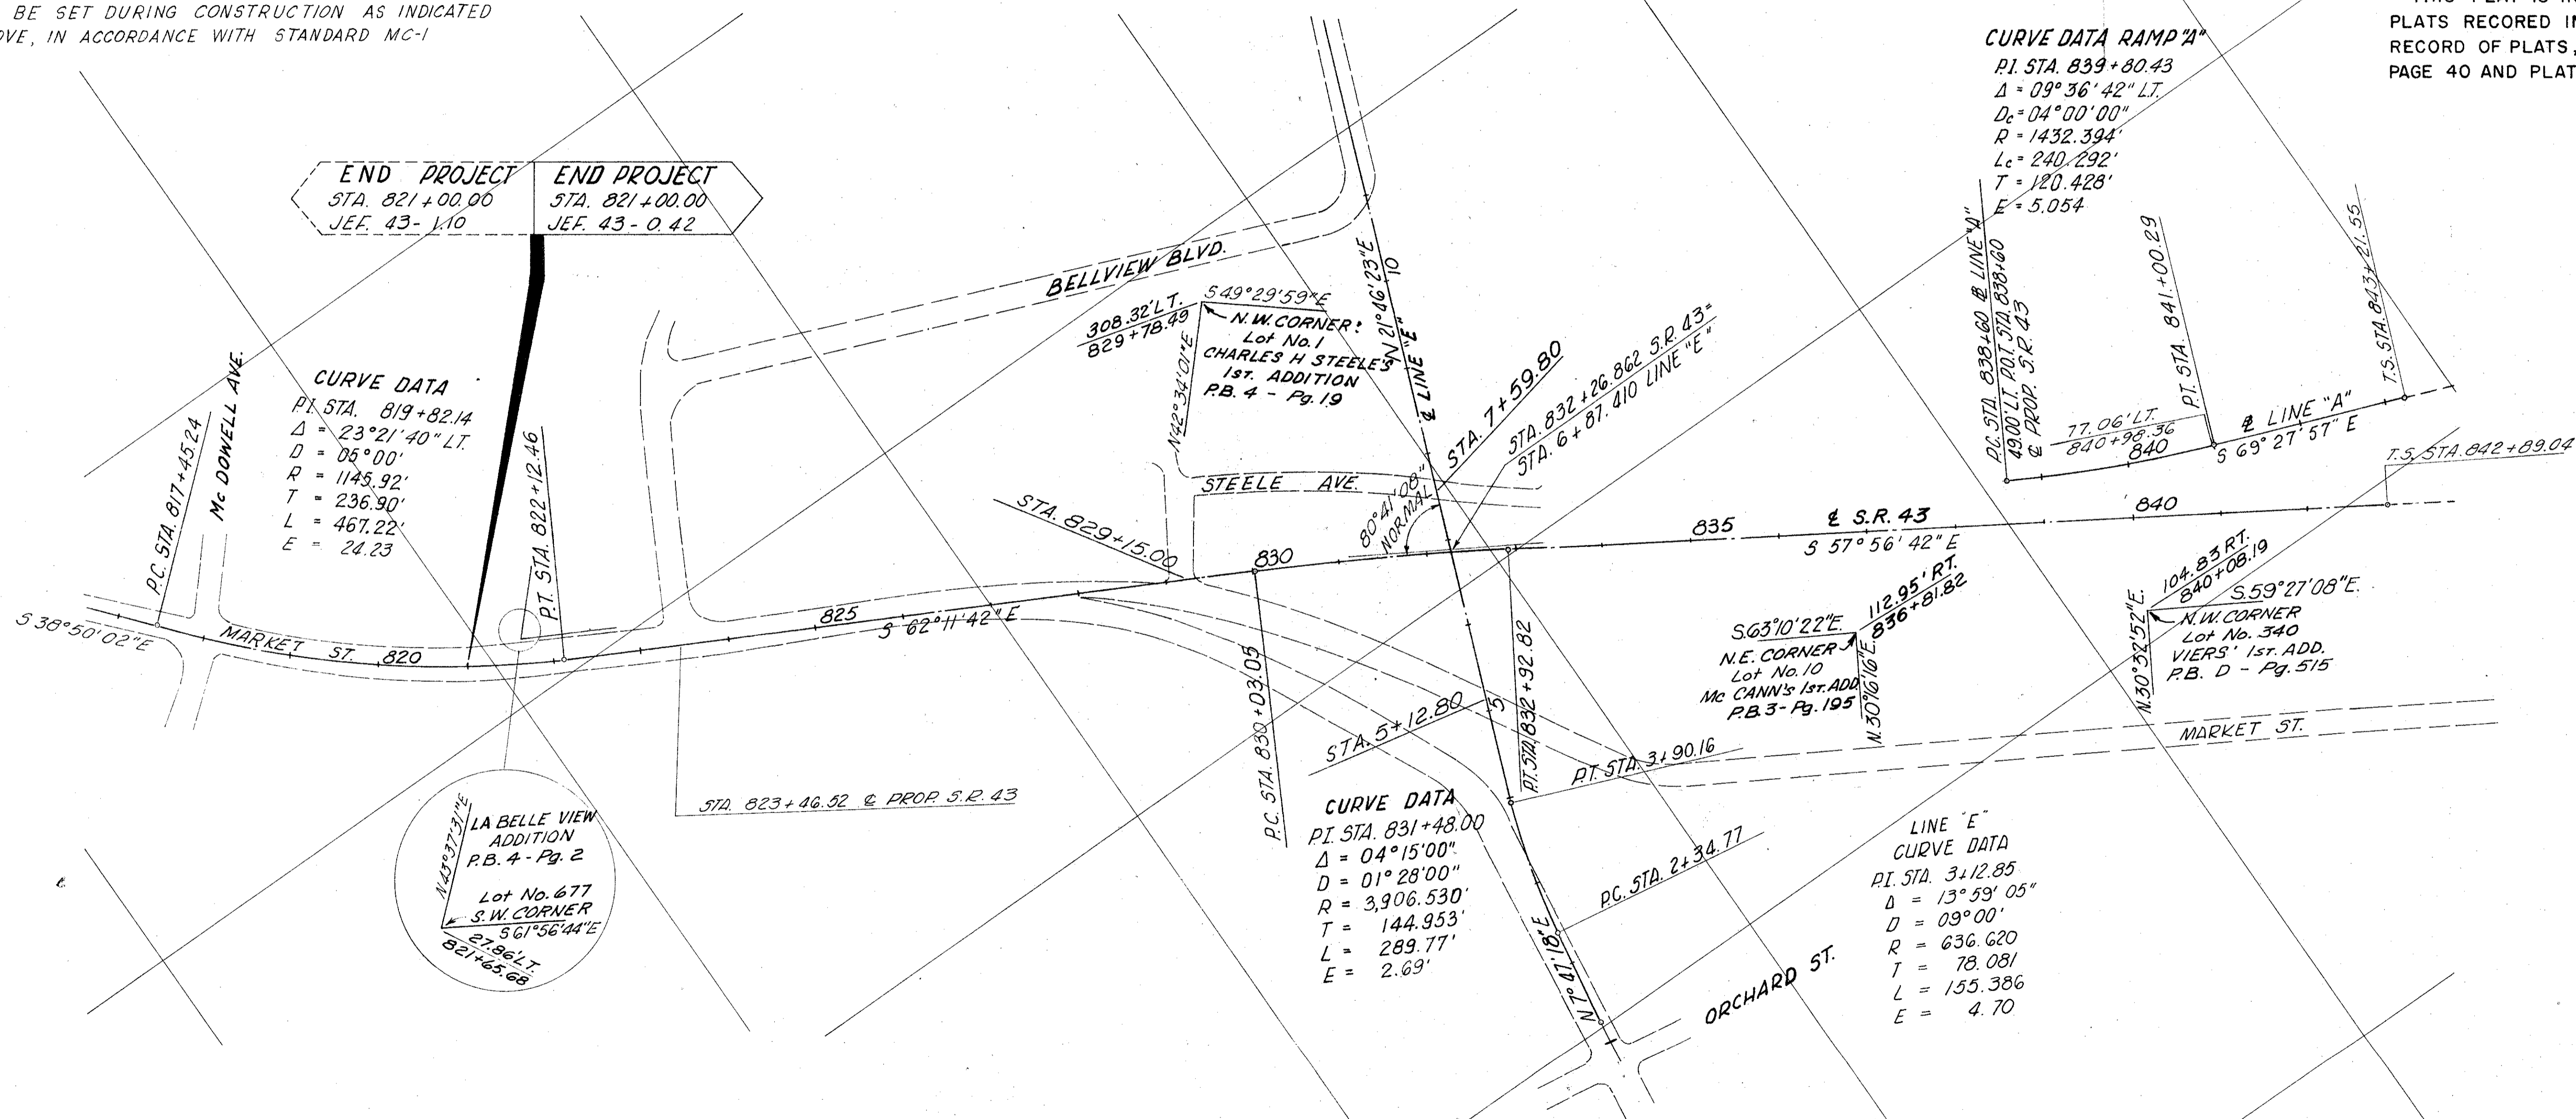 BE SET DURING CONSTRUCTION AS INDICATED
OVE, IN ACCORDANCE WITH STANDARD MC-1
PLATS RECORED IN
RECORD OF PLATS,
PAGE 40 AND PLAT
CURVE DATA RAMP "A"
P.I. STA. 839+80.43
Δ = 09°36'42" LT.
Dc = 04°00'00"
R = 1432.394'
Lc = 240.292'
T = 120.428'
E = 5.054
END PROJECT
STA. 821+00.00
JEF. 43-1.10
END PROJECT
STA. 821+00.00
JEF. 43-0.42
BELLVIEW BLVD.
N 21°46'23"E
10
℄ LINE "E"
308.32' LT.
829+78.49
S49°29'59"E
N42°34'01"E
N.W. CORNER
Lot No. 1
CHARLES H STEELE'S
1ST. ADDITION
P.B. 4 - Pg. 19
STA. 7+59.80
STA. 832+26.862 S.R. 43=
STA. 6+87.410 LINE "E"
P.C. STA. 838+60 ℄ LINE "A"
49.00' LT. P.O.T. STA. 838+60
℄ PROP. S.R. 43
P.T. STA. 841+00.29
T.S. STA. 843+21.55
77.06' LT.
840+98.36
840
℄ LINE "A"
S 69°27'57" E
T.S. STA. 842+89.04
Mc DOWELL AVE.
P.C. STA. 817+45.24
CURVE DATA
P.I. STA. 819+82.14
Δ = 23°21'40" LT.
D = 05°00'
R = 1145.92'
T = 236.90'
L = 467.22'
E = 24.23
P.T. STA. 822+12.46
STEELE AVE.
80°41'08"
NORMAL
STA. 829+15.00
830
835
℄ S.R. 43
S 57°56'42" E
840
S 38°50'02"E
MARKET ST.
820
825
S 62°11'42" E
112.95' RT.
836+81.82
S.63°10'22"E.
N.30°16'16"E.
N.E. CORNER
Lot No. 10
Mc CANN's 1ST. ADD
P.B. 3 - Pg. 195
104.83 RT.
840+08.19
S.59°27'08"E.
N.30°32'52"E.
N.W. CORNER
Lot No. 340
VIERS' 1ST. ADD.
P.B. D - Pg. 515
MARKET ST.
P.C. STA. 830+03.05
P.T. STA. 832+92.82
5
STA. 5+12.80
P.T. STA. 3+90.16
STA. 823+46.52 ℄ PROP. S.R. 43
N43°37'31"E
LA BELLE VIEW
ADDITION
P.B. 4 - Pg. 2
Lot No. 677
S.W. CORNER
S61°56'44"E
27.86' LT.
821+65.68
CURVE DATA
P.I. STA. 831+48.00
Δ = 04°15'00"
D = 01°28'00"
R = 3,906.530'
T = 144.953'
L = 289.77'
E = 2.69'
P.C. STA. 2+34.77
N 7°47'18"E
ORCHARD ST.
LINE "E"
CURVE DATA
P.I. STA. 3+12.85
Δ = 13°59'05"
D = 09°00'
R = 636.620
T = 78.081
L = 155.386
E = 4.70